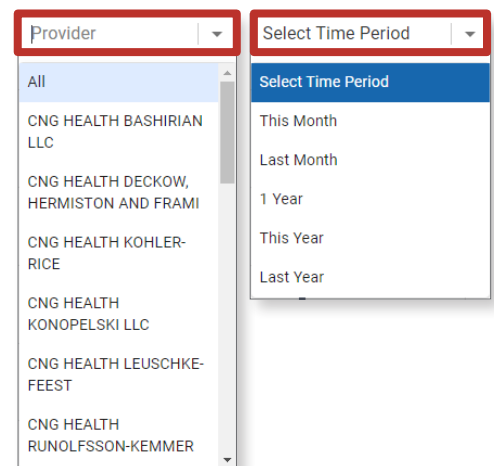 Provider
All
CNG HEALTH BASHIRIAN
LLC
CNG HEALTH DECKOW,
HERMISTON AND FRAMI
CNG HEALTH KOHLER-
RICE
CNG HEALTH
KONOPELSKI LLC
CNG HEALTH LEUSCHKE-
FEEST
CNG HEALTH
RUNOLFSSON-KEMMER
Select Time Period
Select Time Period
This Month
Last Month
1 Year
This Year
Last Year